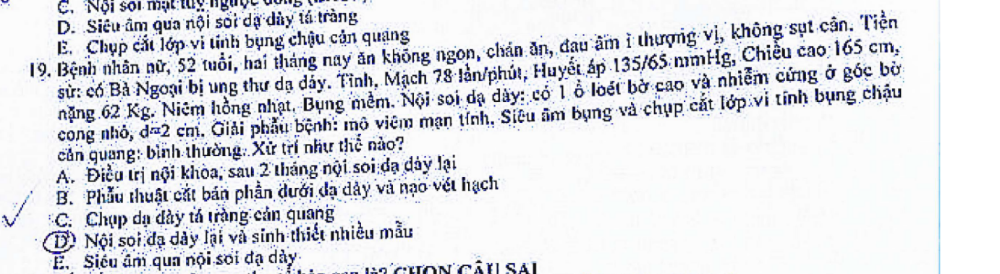 C. Nội soi mật tuỵ ngược dòng
D. Siêu âm qua nội soi dạ dày tá tràng
E. Chụp cắt lớp vi tính bụng chậu cản quang
19. Bệnh nhân nữ, 52 tuổi, hai tháng nay ăn không ngon, chán ăn, đau âm ỉ thượng vị, không sụt cân. Tiền
sử: có Bà Ngoại bị ung thư dạ dày. Tỉnh, Mạch 78 lần/phút, Huyết áp 135/65 mmHg, Chiều cao 165 cm,
nặng 62 Kg. Niêm hồng nhạt. Bụng mềm. Nội soi dạ dày: có 1 ổ loét bờ cao và nhiễm cứng ở góc bờ
cong nhỏ, d=2 cm. Giải phẫu bệnh: mô viêm mạn tính. Siêu âm bụng và chụp cắt lớp vi tính bụng chậu
cản quang: bình thường. Xử trí như thế nào?
A. Điều trị nội khoa, sau 2 tháng nội soi dạ dày lại
B. Phẫu thuật cắt bán phần dưới dạ dày và nạo vét hạch
C. Chụp dạ dày tá tràng cản quang
D. Nội soi dạ dày lại và sinh thiết nhiều mẫu
E. Siêu âm qua nội soi dạ dày
CHỌN CÂU SAI